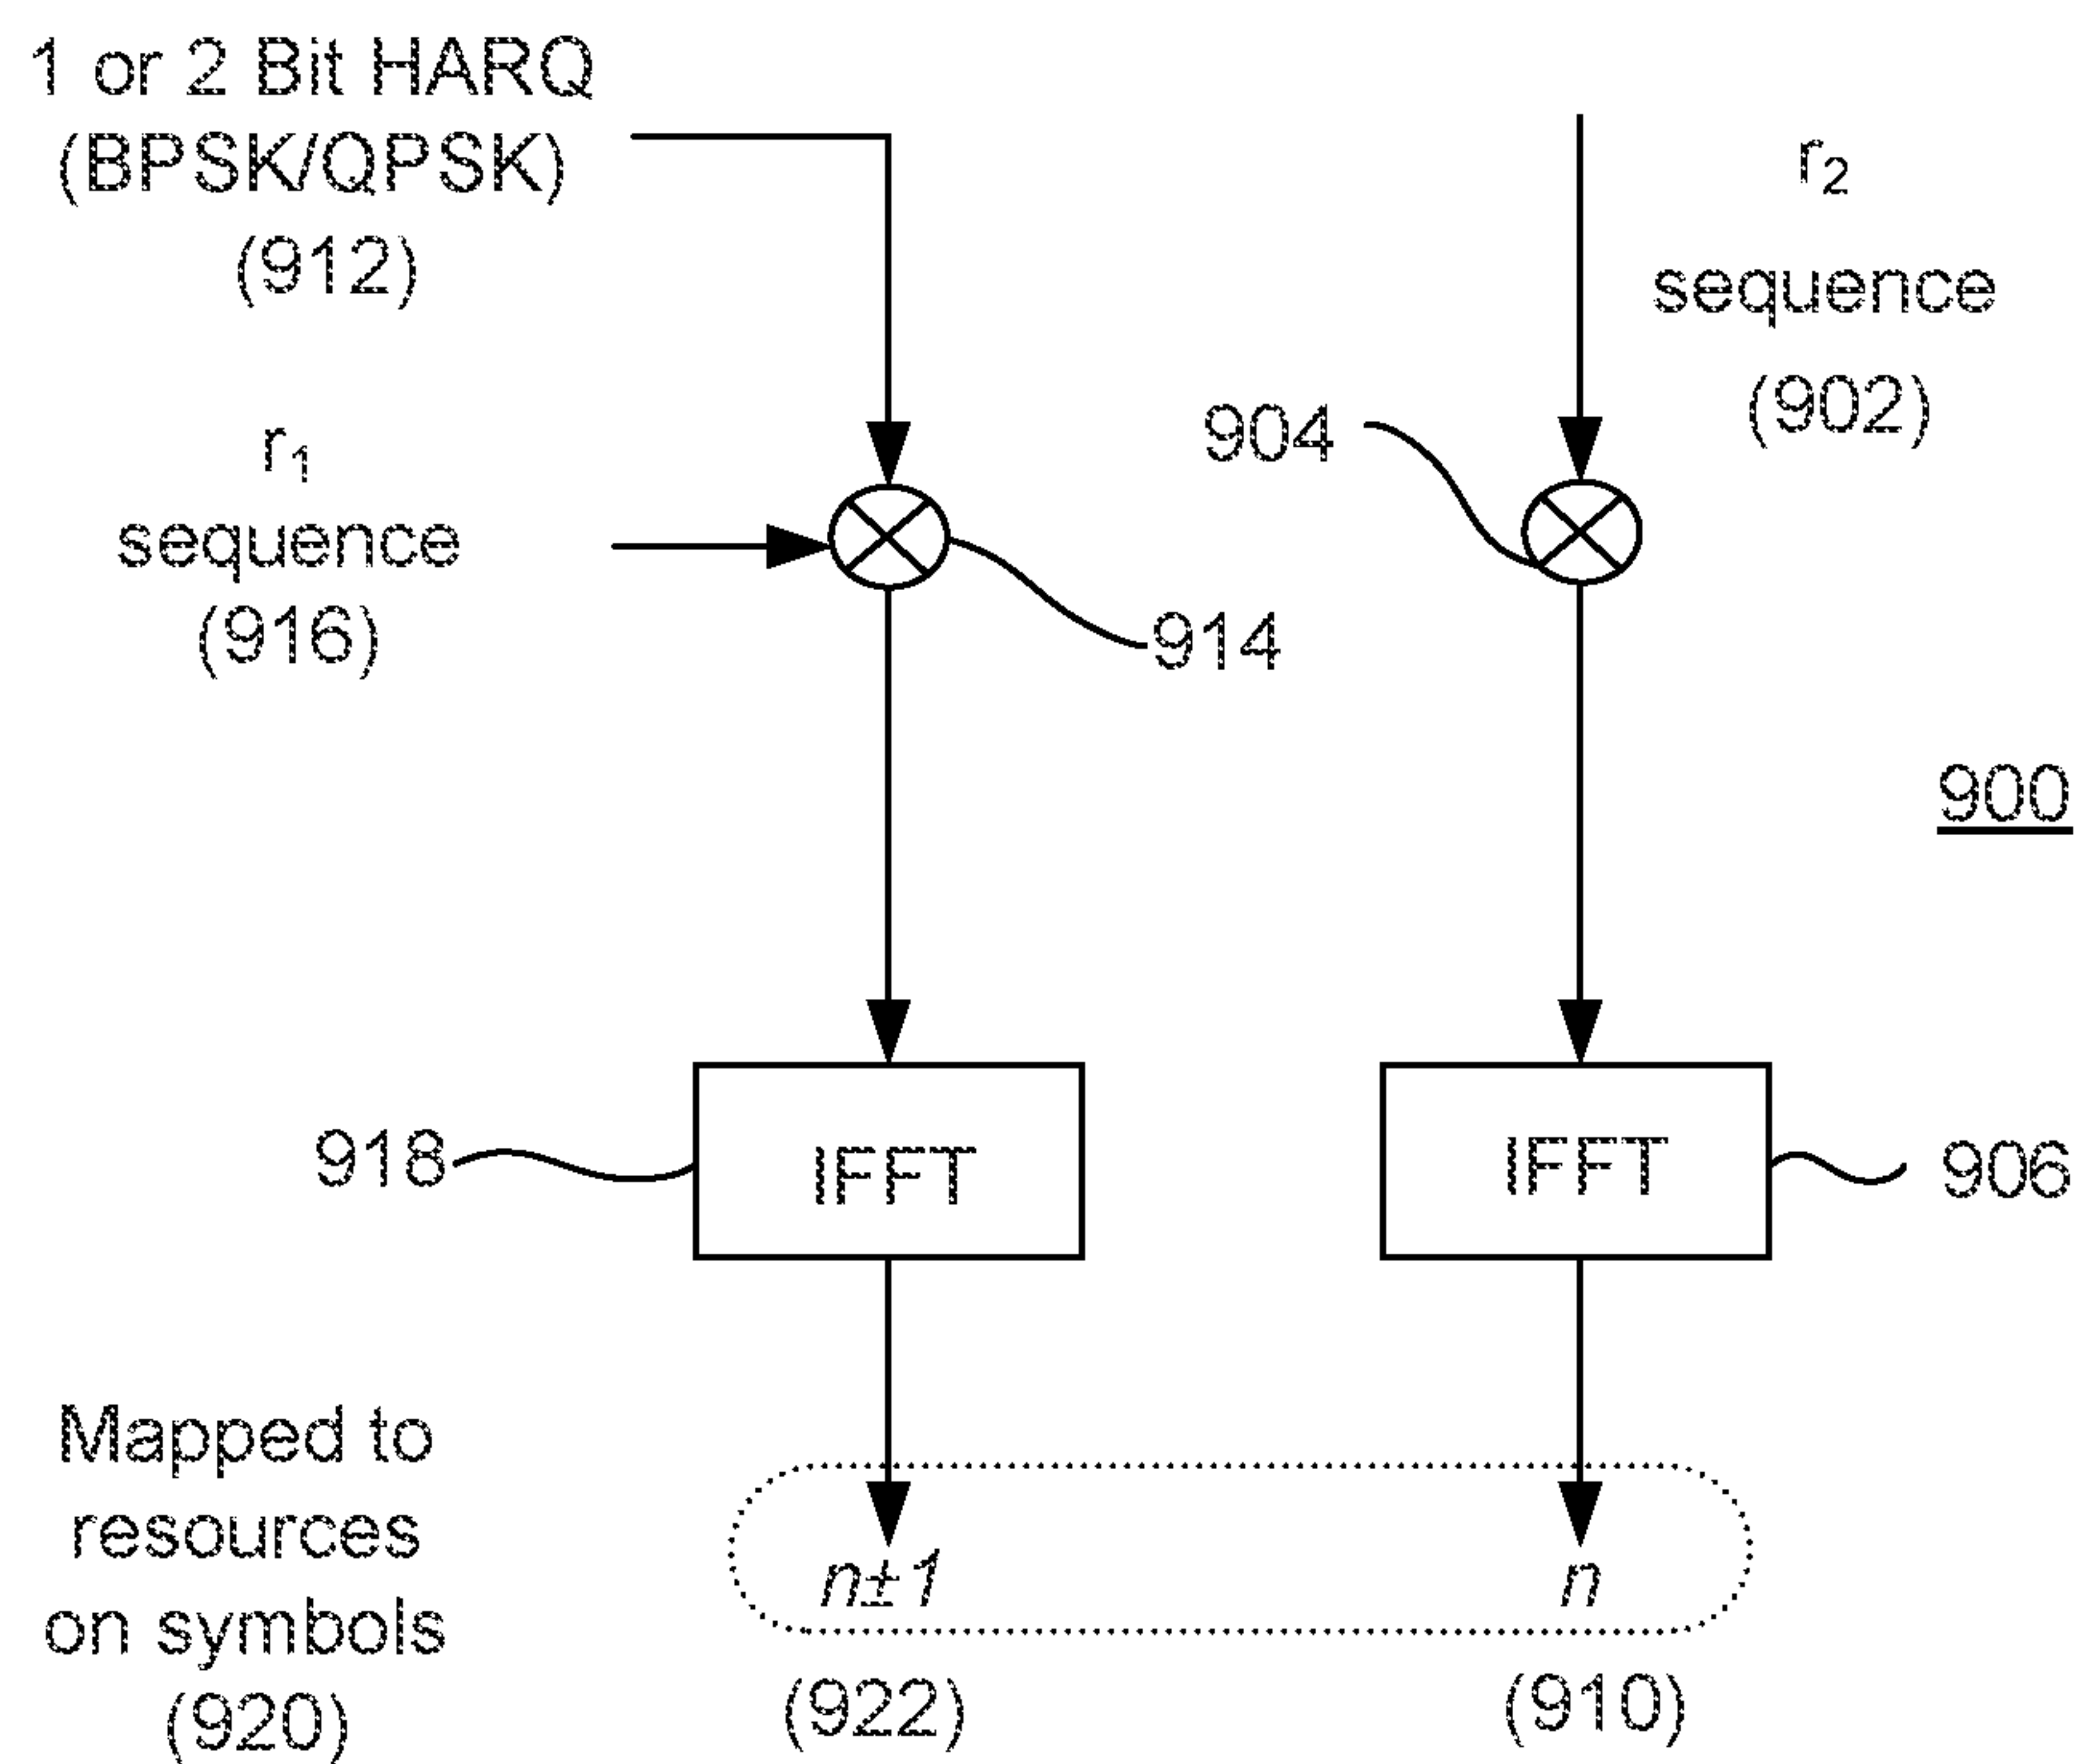 1 or 2 Bit HARQ
(BPSK/QPSK)
(912)
r₂
sequence
(902)
904
r₁
sequence
(916)
914
900
918
IFFT
IFFT
906
Mapped to
resources
on symbols
(920)
n±1
n
(922)
(910)